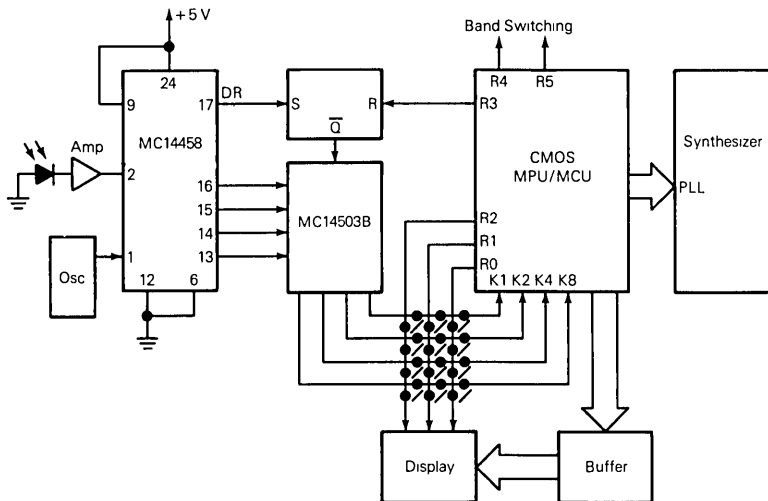 +5 V
Band Switching
R4
R5
24
9
17
DR
S
R
R3
Q
MC14458
Amp
2
CMOS
MPU/MCU
Synthesizer
PLL
16
15
14
13
MC14503B
R2
R1
R0
Osc
1
12
6
K1
K2
K4
K8
Display
Buffer